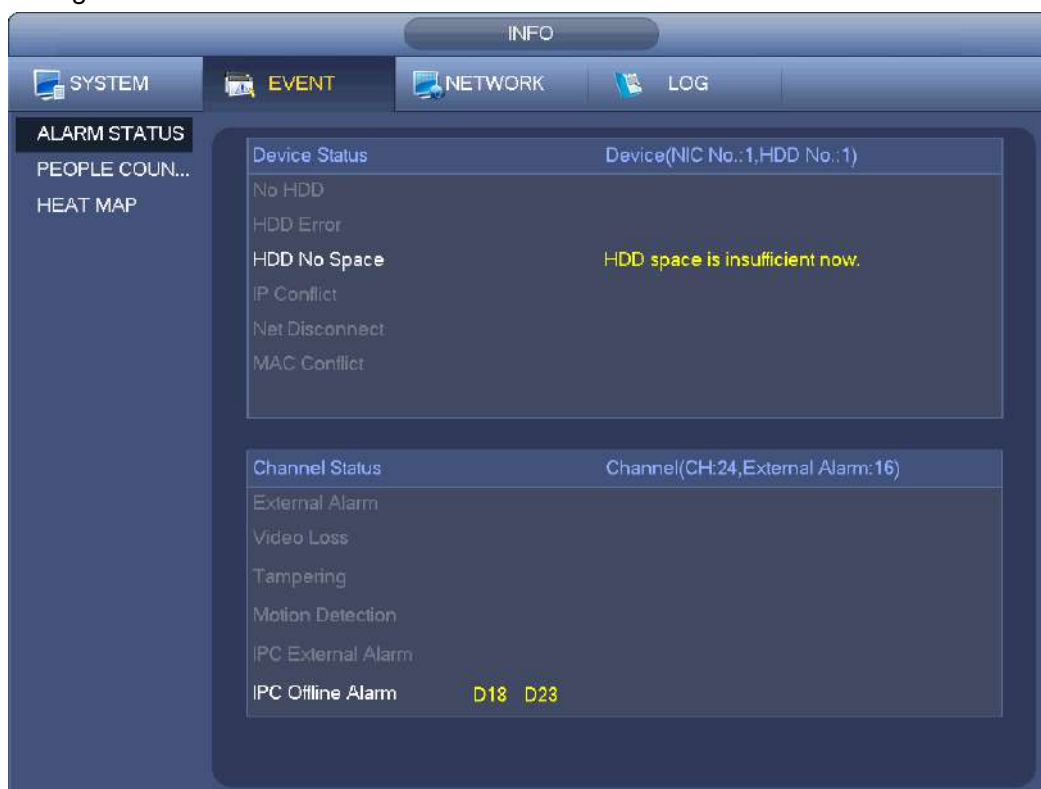 INFO
SYSTEM EVENT NETWORK LOG
ALARM STATUS
PEOPLE COUN...
HEAT MAP
Device Status Device(NIC No.:1,HDD No.:1)
No HDD
HDD Error
HDD No Space HDD space is insufficient now.
IP Conflict
Net Disconnect
MAC Conflict
Channel Status Channel(CH:24,External Alarm:16)
External Alarm
Video Loss
Tampering
Motion Detection
IPC External Alarm
IPC Offline Alarm D18 D23